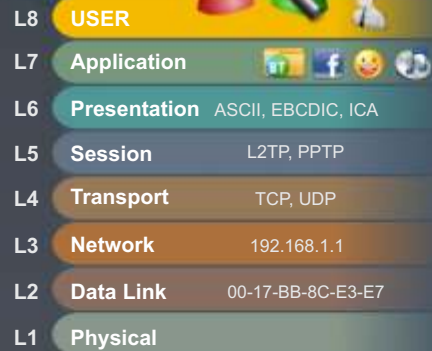 L8 USER
L7 Application
L6 Presentation ASCII, EBCDIC, ICA
L5 Session L2TP, PPTP
L4 Transport TCP, UDP
L3 Network 192.168.1.1
L2 Data Link 00-17-BB-8C-E3-E7
L1 Physical